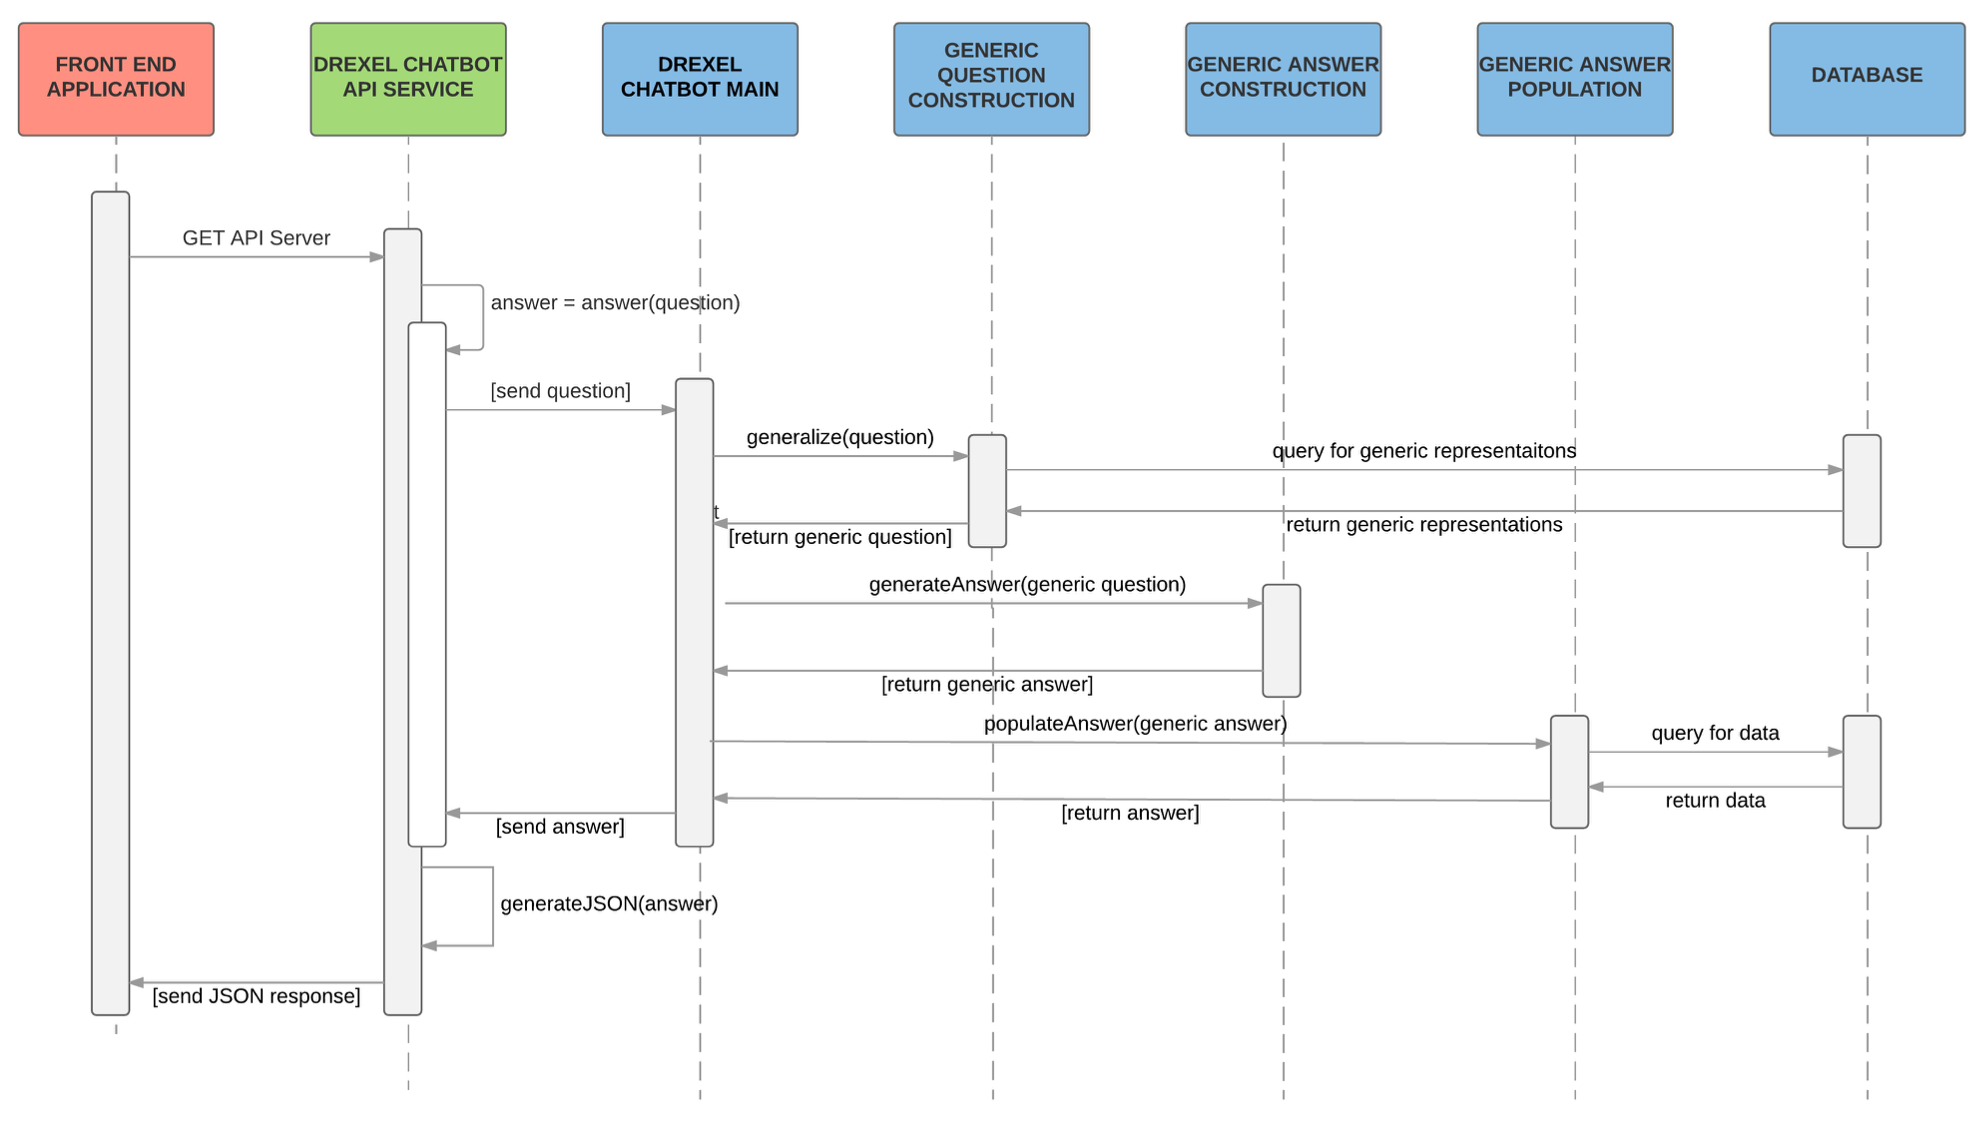 FRONT END
APPLICATION
DREXEL CHATBOT
API SERVICE
DREXEL
CHATBOT MAIN
GENERIC
QUESTION
CONSTRUCTION
GENERIC ANSWER
CONSTRUCTION
GENERIC ANSWER
POPULATION
DATABASE
GET API Server
answer = answer(question)
[send question]
generalize(question)
query for generic representaitons
t
return generic representations
[return generic question]
generateAnswer(generic question)
[return generic answer]
populateAnswer(generic answer)
query for data
return data
[return answer]
[send answer]
generateJSON(answer)
[send JSON response]